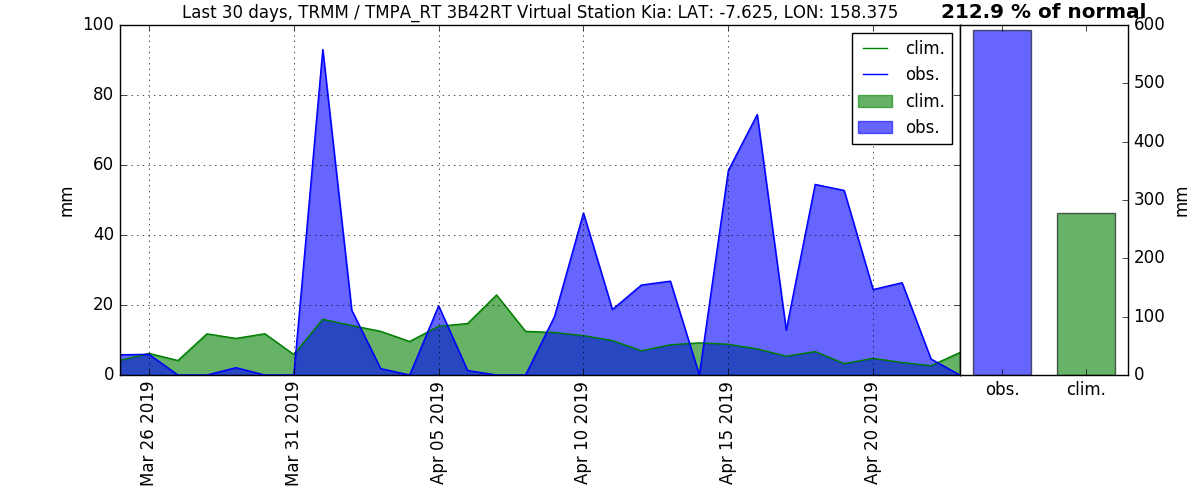 Last 30 days, TRMM / TMPA_RT 3B42RT Virtual Station Kia: LAT: -7.625, LON: 158.375
212.9 % of normal
100
80
60
40
20
0
mm
clim.
obs.
clim.
obs.
600
500
400
300
200
100
0
mm
Mar 26 2019
Mar 31 2019
Apr 05 2019
Apr 10 2019
Apr 15 2019
Apr 20 2019
obs.
clim.